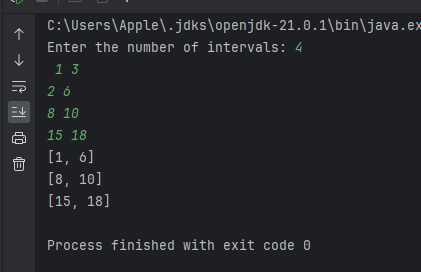 C:\Users\Apple\.jdks\openjdk-21.0.1\bin\java.ex
Enter the number of intervals: 4
1 3
2 6
8 10
15 18
[1, 6]
[8, 10]
[15, 18]
Process finished with exit code 0